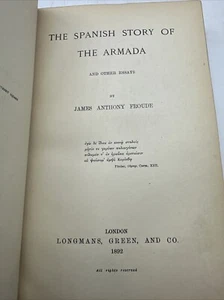 THE SPANISH STORY OF
THE ARMADA
AND OTHER ESSAYS
BY
JAMES ANTHONY FROUDE
LONDON
LONGMANS, GREEN, AND CO.
1892
All rights reserved